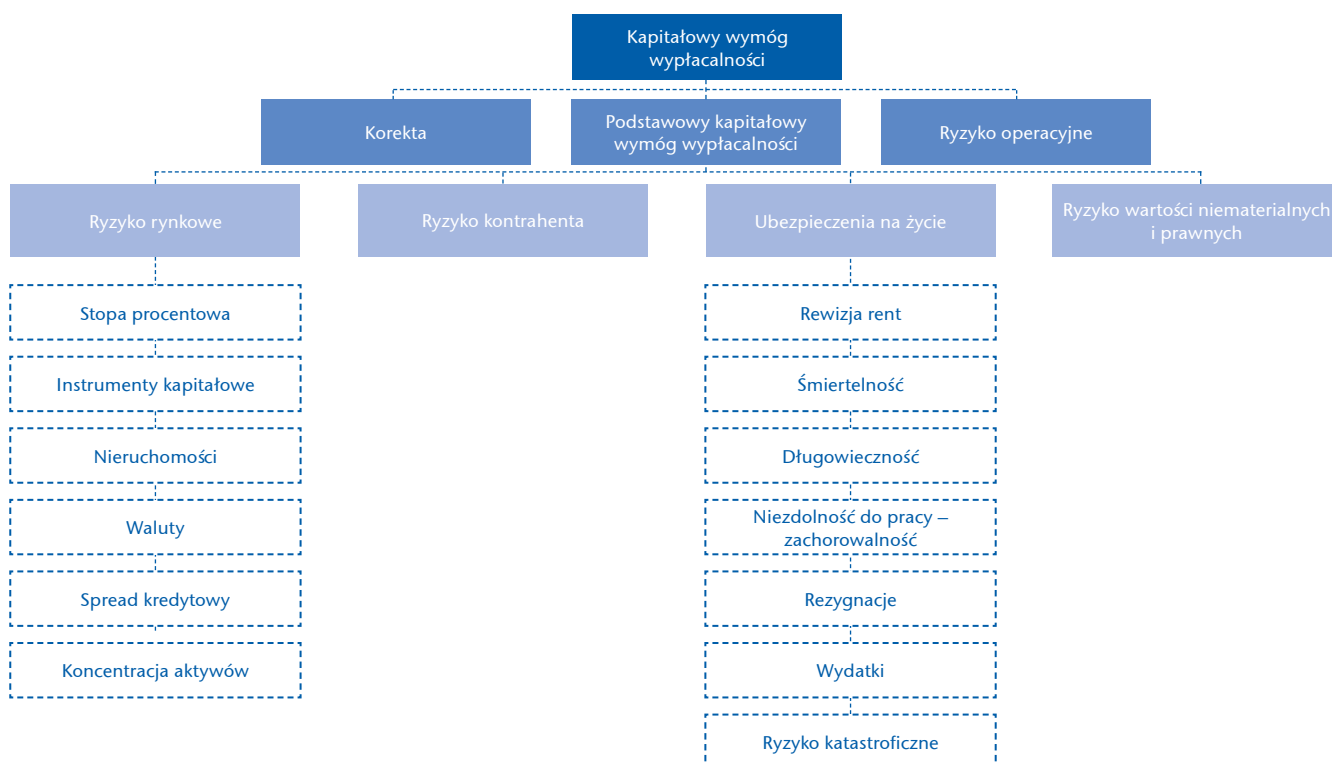 Kapitałowy wymóg
wypłacalności
Korekta
Podstawowy kapitałowy
wymóg wypłacalności
Ryzyko operacyjne
Ryzyko rynkowe
Ryzyko kontrahenta
Ubezpieczenia na życie
Ryzyko wartości niematerialnych
i prawnych
Stopa procentowa
Instrumenty kapitałowe
Nieruchomości
Waluty
Spread kredytowy
Koncentracja aktywów
Rewizja rent
Śmiertelność
Długowieczność
Niezdolność do pracy –
zachorowalność
Rezygnacje
Wydatki
Ryzyko katastroficzne